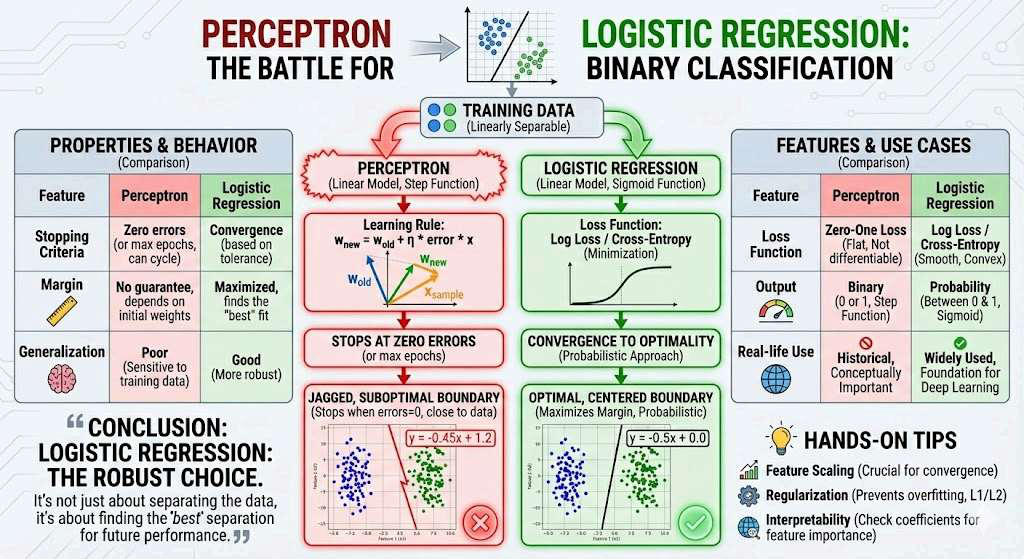 PERCEPTRON
THE BATTLE FOR
LOGISTIC REGRESSION:
BINARY CLASSIFICATION
TRAINING DATA
(Linearly Separable)
PROPERTIES & BEHAVIOR
(Comparison)
Feature
Perceptron
Logistic
Regression
Stopping
Criteria
Zero errors
(or max epochs,
can cycle)
Convergence
(based on
tolerance)
Margin
No guarantee,
depends on
initial weights
Maximized,
finds the
"best" fit
Generalization
Poor
(Sensitive to
training data)
Good
(More robust)
“CONCLUSION:
LOGISTIC REGRESSION:
THE ROBUST CHOICE.
It's not just about separating the data,
it's about finding the 'best' separation
for future performance.”
PERCEPTRON
(Linear Model, Step Function)
Learning Rule:
w_new = w_old + η * error * x
w_old
w_new
x_sample
STOPS AT ZERO ERRORS
(or max epochs)
JAGGED, SUBOPTIMAL BOUNDARY
(Stops when errors=0, close to data)
y = -0.45x + 1.2
LOGISTIC REGRESSION
(Linear Model, Sigmoid Function)
Loss Function:
Log Loss / Cross-Entropy
(Minimization)
CONVERGENCE TO OPTIMALITY
(Probabilistic Approach)
OPTIMAL, CENTERED BOUNDARY
(Maximizes Margin, Probabilistic)
y = -0.5x + 0.0
FEATURES & USE CASES
(Comparison)
Feature
Perceptron
Logistic
Regression
Loss
Function
Zero-One Loss
(Flat, Not
differentiable)
Log Loss /
Cross-Entropy
(Smooth, Convex)
Output
Binary
(0 or 1, Step
Function)
Probability
(Between 0 & 1,
Sigmoid)
Real-life Use
Historical,
Conceptually
Important
Widely Used,
Foundation for
Deep Learning
HANDS-ON TIPS
Feature Scaling (Crucial for convergence)
Regularization (Prevents overfitting, L1/L2)
Interpretability (Check coefficients for
feature importance)